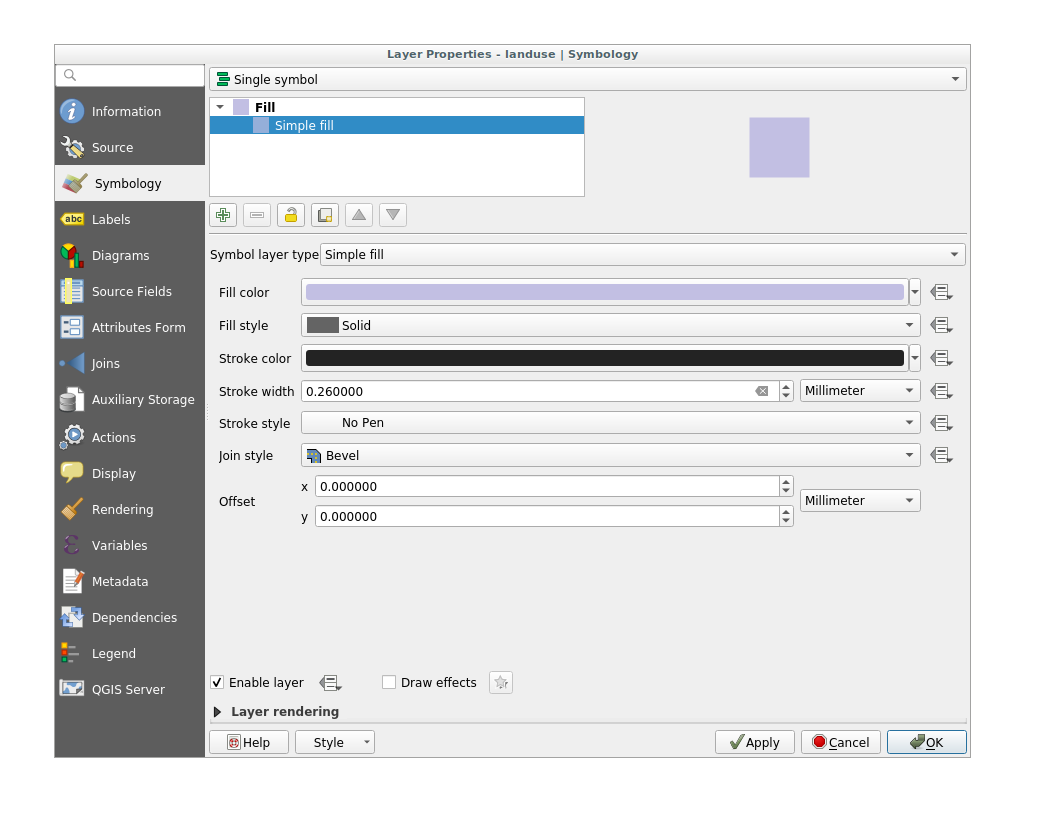 Layer Properties - landuse | Symbology
Single symbol
Information
Source
Symbology
abc Labels
Diagrams
Source Fields
Attributes Form
Joins
Auxiliary Storage
Actions
Display
Rendering
Variables
Metadata
Dependencies
Legend
QGIS Server
Fill
Simple fill
Symbol layer type Simple fill
Fill color
Fill style Solid
Stroke color
Stroke width 0.260000 Millimeter
Stroke style No Pen
Join style Bevel
Offset
x 0.000000
y 0.000000
Millimeter
Enable layer Draw effects
Layer rendering
Help Style Apply Cancel OK